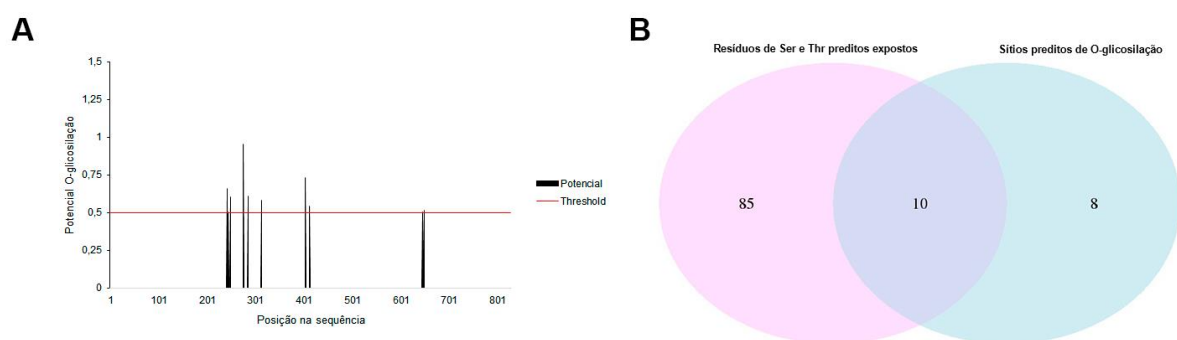 A
1,5
1,25
1
0,75
0,5
0,25
0
Potencial O-glicosilação
1 101 201 301 401 501 601 701 801
Posição na sequência
Potencial
Threshold
B
Resíduos de Ser e Thr preditos expostos
Sítios preditos de O-glicosilação
85
10
8